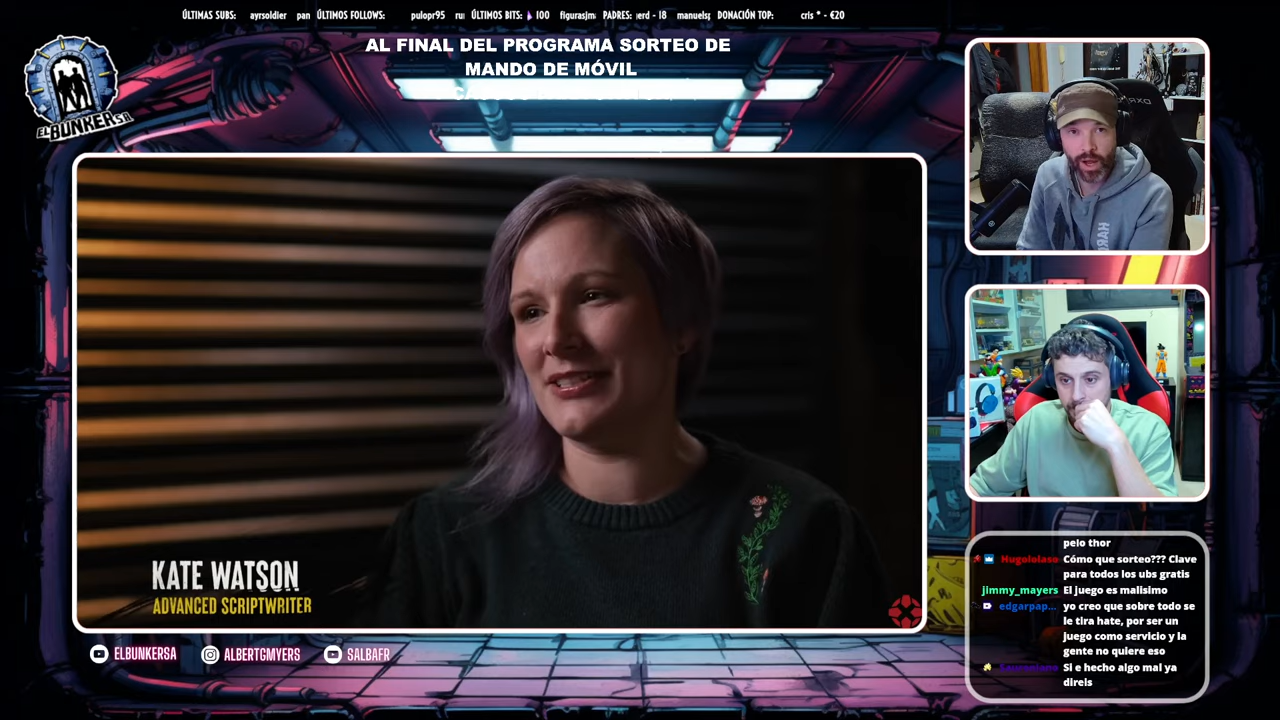 ÚLTIMAS SUBS: ayrsoldier pan ÚLTIMOS FOLLOWS: pulopr95 ru ÚLTIMOS BITS: 100 figurasjm PADRES: erd - 18 manuels DONACIÓN TOP: cris * - €20
AL FINAL DEL PROGRAMA SORTEO DE
MANDO DE MÓVIL
EL BUNKER S.A.
KATE WATSON
ADVANCED SCRIPTWRITER
ELBUNKERSA ALBERTGMYERS SALBAFR
pelo thor
Hugololaso Cómo que sorteo??? Clave
para todos los ubs gratis
jimmy_mayers El juego es malisimo
edgarpap... yo creo que sobre todo se
le tira hate, por ser un
juego como servicio y la
gente no quiere eso
Si e hecho algo mal ya
direis